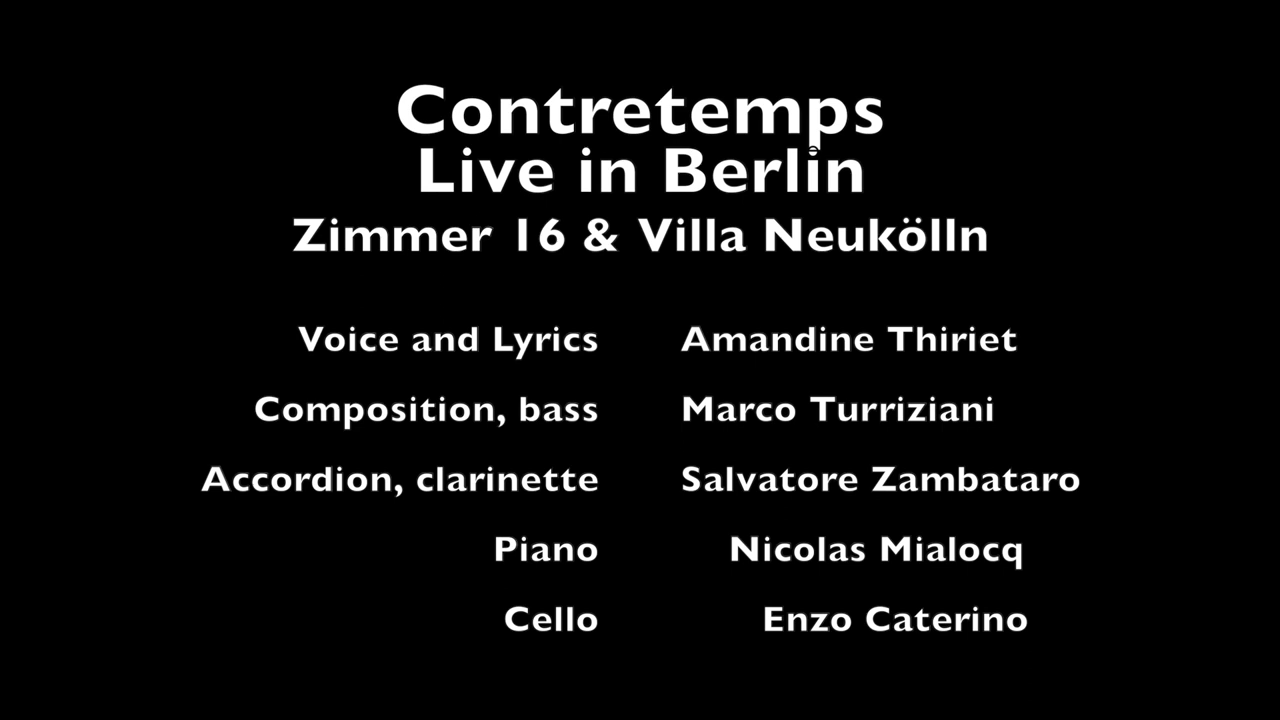 Contretemps
Live in Berlin
Zimmer 16 & Villa Neukölln
Voice and Lyrics Amandine Thiriet
Composition, bass Marco Turriziani
Accordion, clarinette Salvatore Zambataro
Piano Nicolas Mialocq
Cello Enzo Caterino